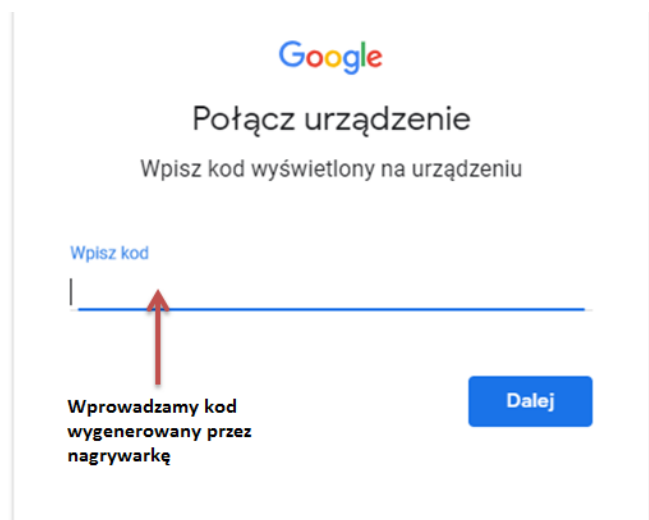 Google
Połącz urządzenie
Wpisz kod wyświetlony na urządzeniu
Wpisz kod
Wprowadzamy kod
wygenerowany przez
nagrywarkę
Dalej